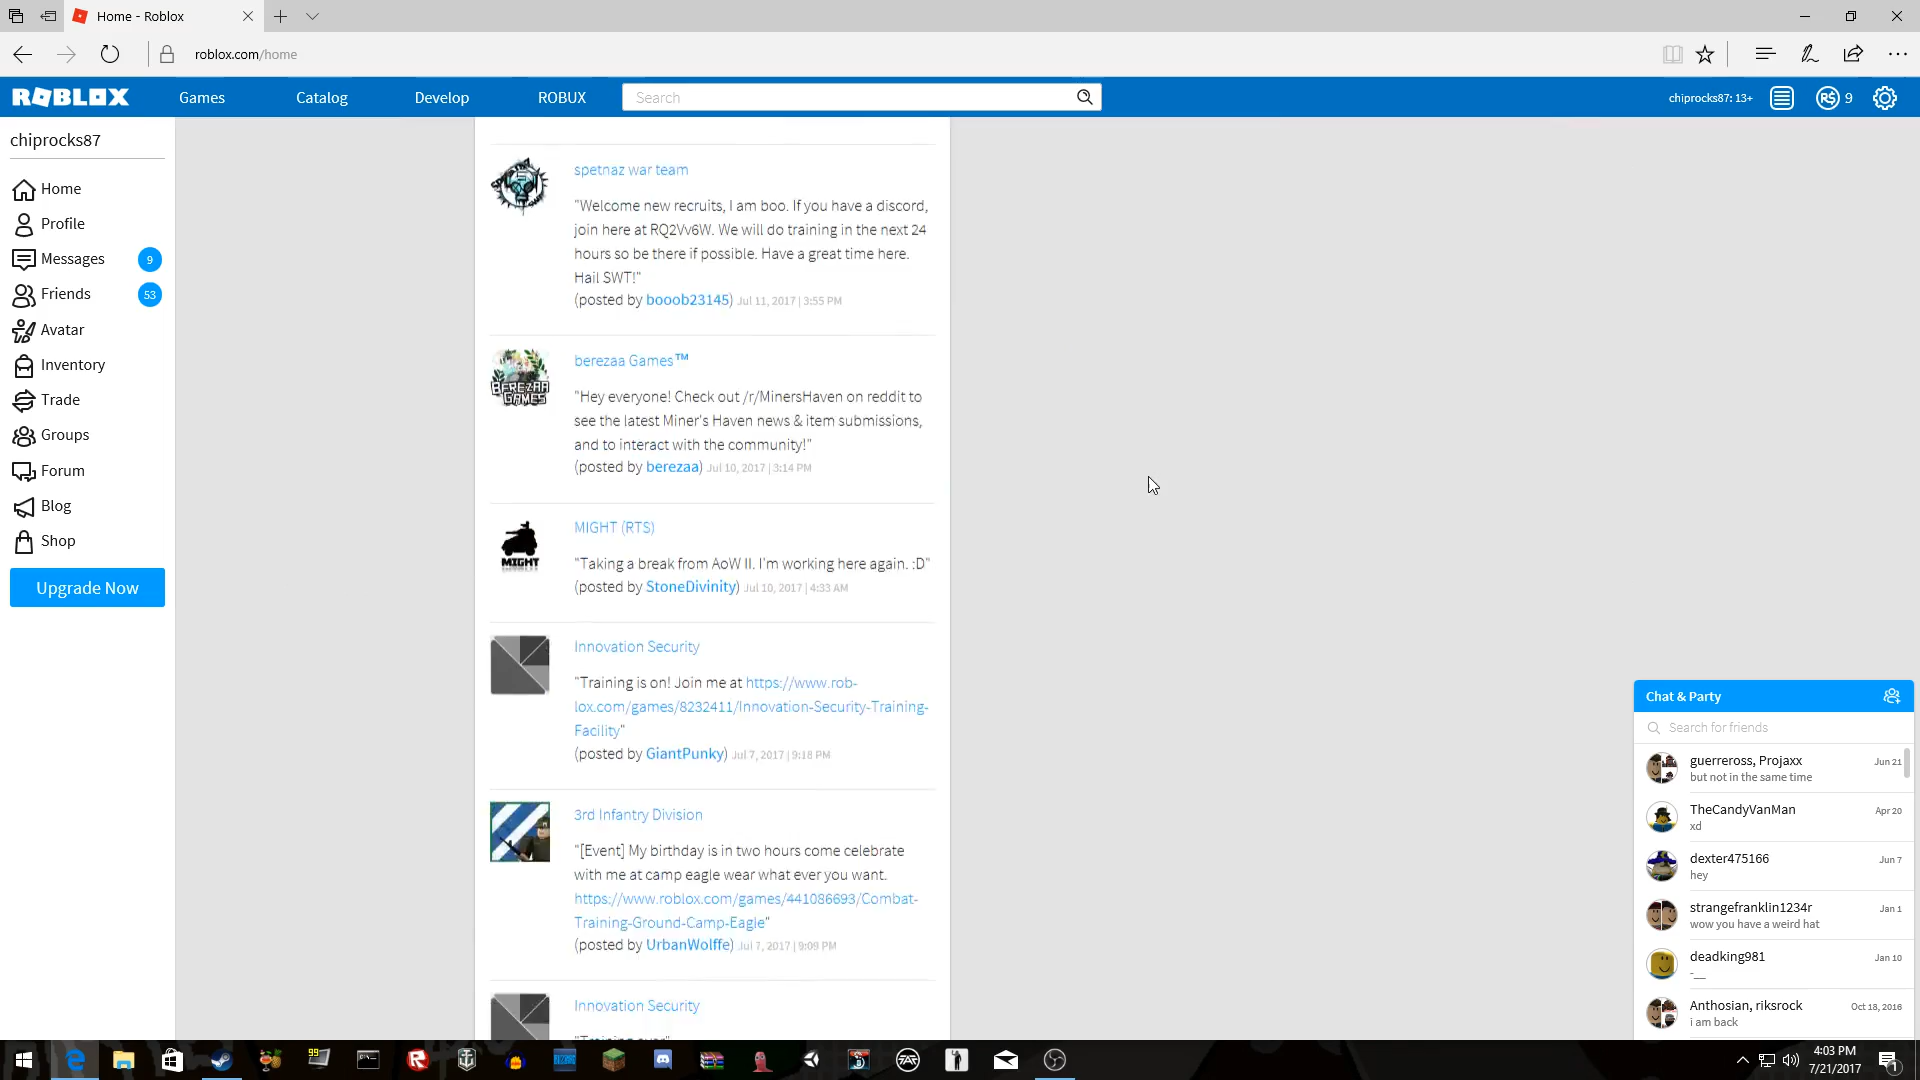 Home - Roblox
roblox.com/home
ROBLOX
Games
Catalog
Develop
ROBUX
Search
chiprocks87: 13+
R$ 9
chiprocks87
Home
Profile
Messages
9
Friends
53
Avatar
Inventory
Trade
Groups
Forum
Blog
Shop
Upgrade Now
spetnaz war team
"Welcome new recruits, I am boo. If you have a discord,
join here at RQ2Vv6W. We will do training in the next 24
hours so be there if possible. Have a great time here.
Hail SWT!"
(posted by booob23145) Jul 11, 2017 | 3:55 PM
BEREZAA
GAMES
berezaa Games™
"Hey everyone! Check out /r/MinersHaven on reddit to
see the latest Miner's Haven news & item submissions,
and to interact with the community!"
(posted by berezaa) Jul 10, 2017 | 3:14 PM
MIGHT
MIGHT (RTS)
"Taking a break from AoW II. I'm working here again. :D"
(posted by StoneDivinity) Jul 10, 2017 | 4:33 AM
Innovation Security
"Training is on! Join me at https://www.rob-
lox.com/games/8232411/Innovation-Security-Training-
Facility"
(posted by GiantPunky) Jul 7, 2017 | 9:18 PM
3rd Infantry Division
"[Event] My birthday is in two hours come celebrate
with me at camp eagle wear what ever you want.
https://www.roblox.com/games/441086693/Combat-
Training-Ground-Camp-Eagle"
(posted by UrbanWolffe) Jul 7, 2017 | 9:09 PM
Innovation Security
"Training over"
Chat & Party
Search for friends
guerreross, Projaxx
Jun 21
but not in the same time
TheCandyVanMan
Apr 20
xd
dexter475166
Jun 7
hey
strangefranklin1234r
Jan 1
wow you have a weird hat
deadking981
Jan 10
-__
Anthosian, riksrock
Oct 18, 2016
i am back
99
4:03 PM
7/21/2017
1